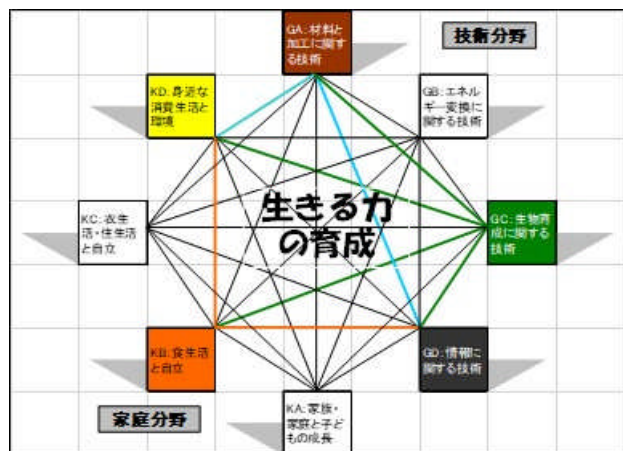 GA:材料と
加工に関す
る技術
技術分野
KD:身近な
消費生活と
環境
GB:エネル
ギー変換に
関する技術
KC:衣生
活・住生活
と自立
生きる力
の育成
GC:生物育
成に関する
技術
KB:食生活
と自立
GD:情報に
関する技術
家庭分野
KA:家族・
家庭と子ど
もの成長